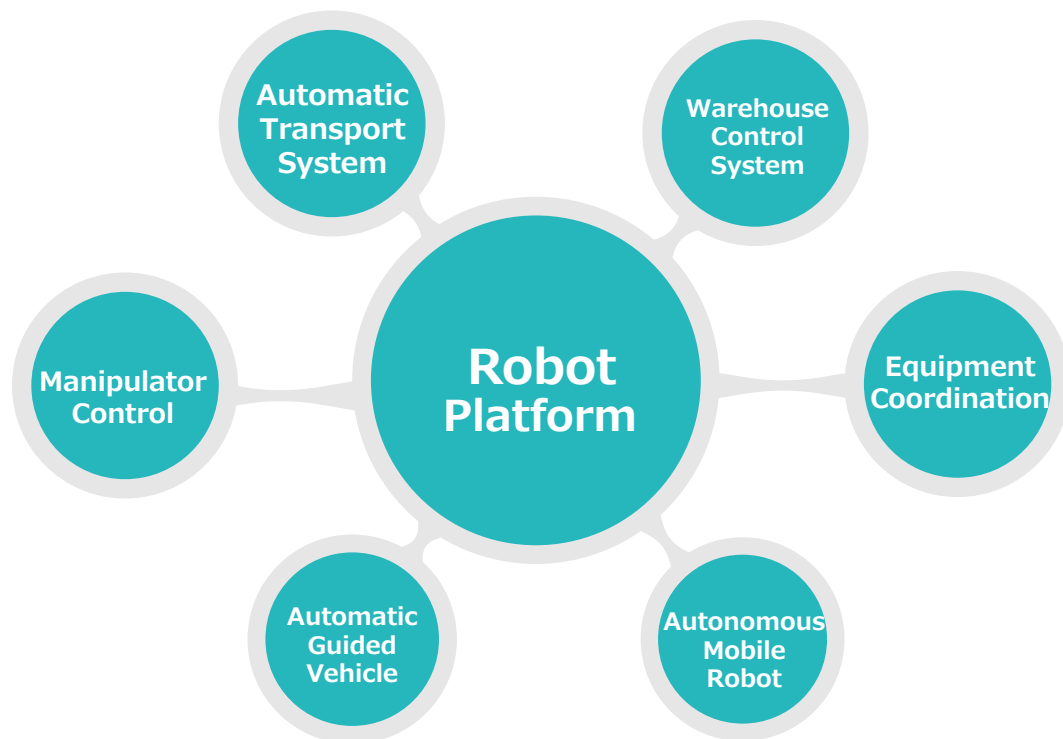 Automatic
Transport
System
Warehouse
Control
System
Robot
Platform
Manipulator
Control
Equipment
Coordination
Automatic
Guided
Vehicle
Autonomous
Mobile
Robot